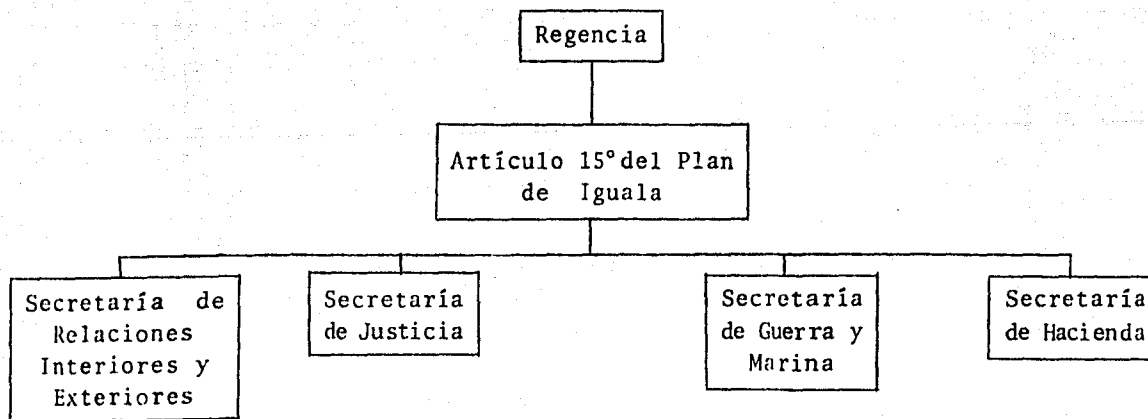 Regencia
Artículo 15° del Plan
de Iguala
Secretaría de
Relaciones
Interiores y
Exteriores
Secretaría
de Justicia
Secretaría
de Guerra y
Marina
Secretaría
de Hacienda